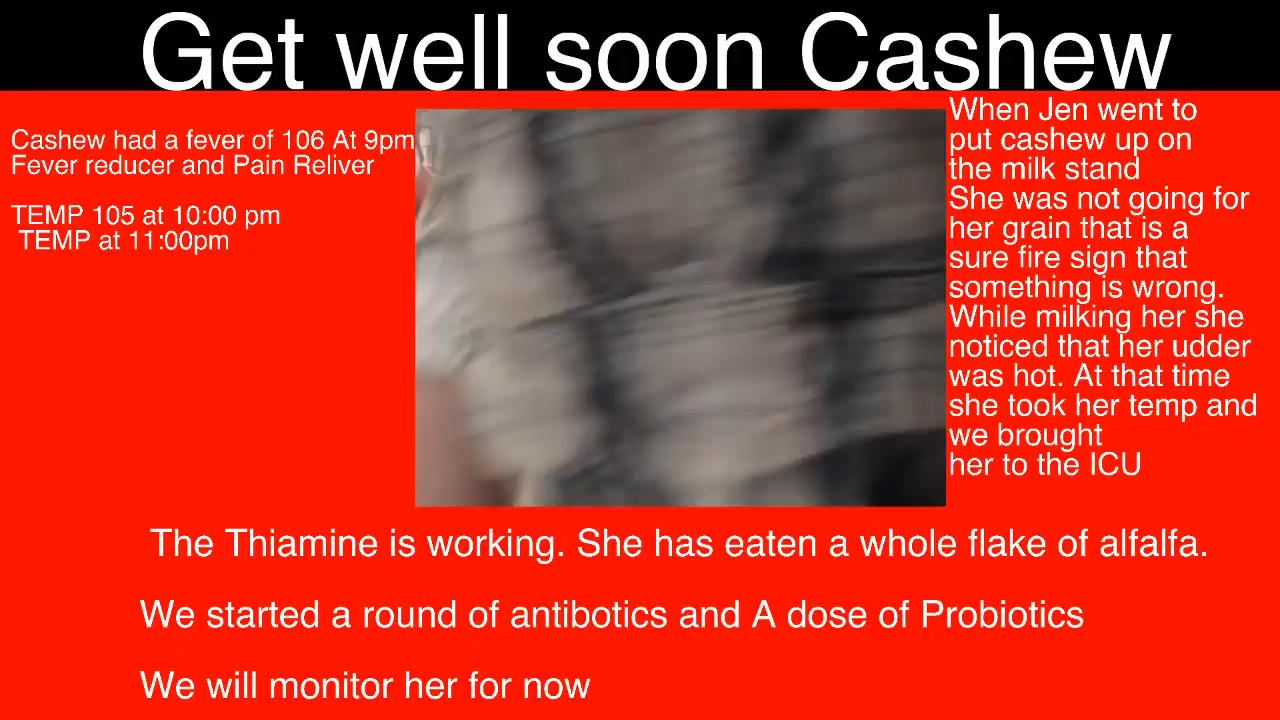 Get well soon Cashew
Cashew had a fever of 106 At 9pm
Fever reducer and Pain Reliver
TEMP 105 at 10:00 pm
TEMP at 11:00pm
When Jen went to
put cashew up on
the milk stand
She was not going for
her grain that is a
sure fire sign that
something is wrong.
While milking her she
noticed that her udder
was hot. At that time
she took her temp and
we brought
her to the ICU
The Thiamine is working. She has eaten a whole flake of alfalfa.
We started a round of antibotics and A dose of Probiotics
We will monitor her for now